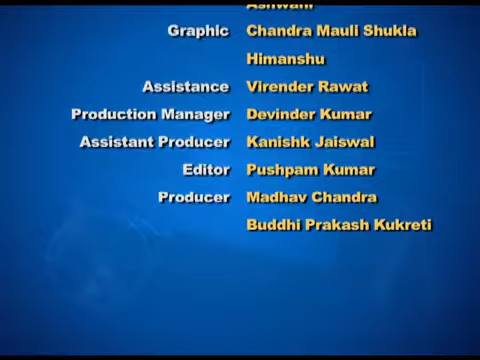 Ashwani
Graphic Chandra Mauli Shukla
Himanshu
Assistance Virender Rawat
Production Manager Devinder Kumar
Assistant Producer Kanishk Jaiswal
Editor Pushpam Kumar
Producer Madhav Chandra
Buddhi Prakash Kukreti